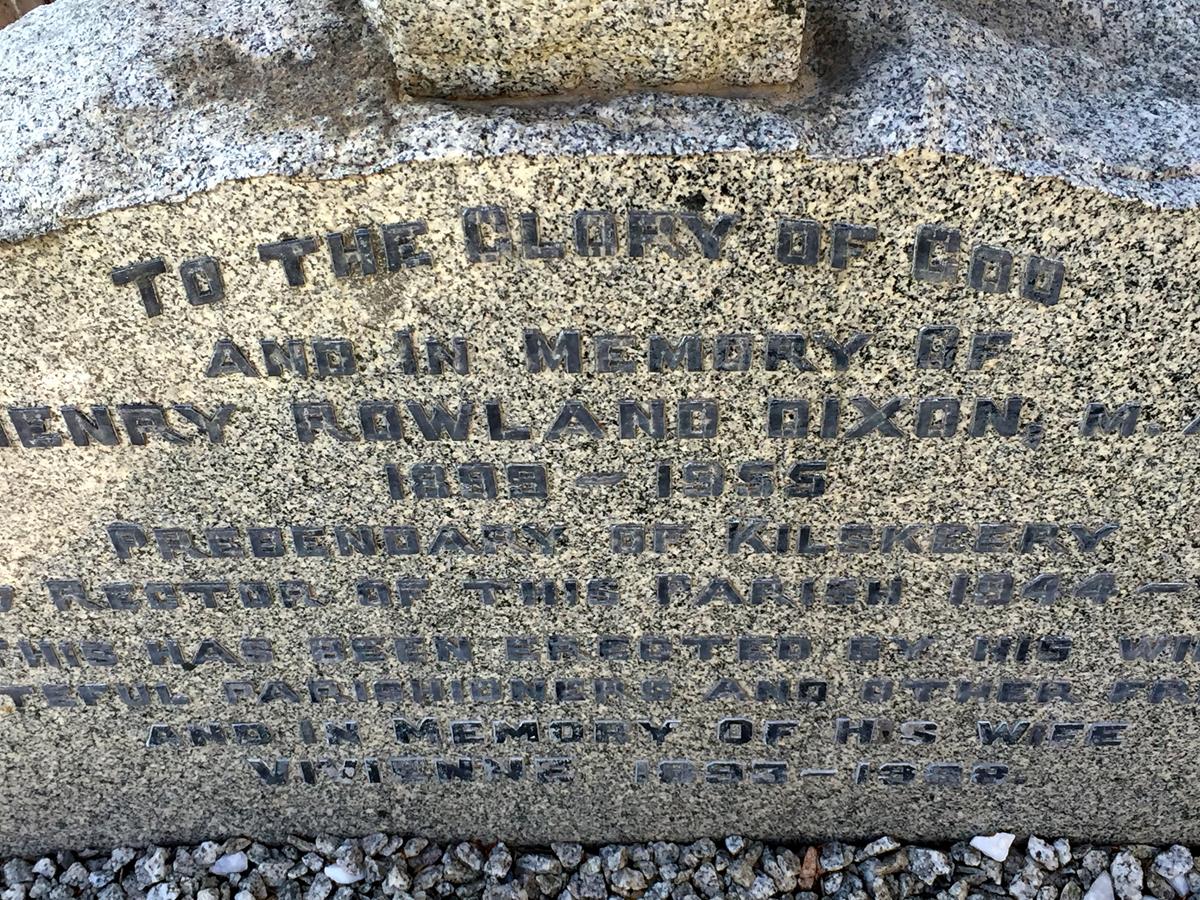 To The Glory of God
And In Memory Of
Henry Rowland Dixon, M.A
1899 – 1955
Prebendary of Kilskeery
Rector of this Parish 1944 –
This has been erected by his
teful parishioners and other
And In Memory Of His Wife
Vivienne 1893 –